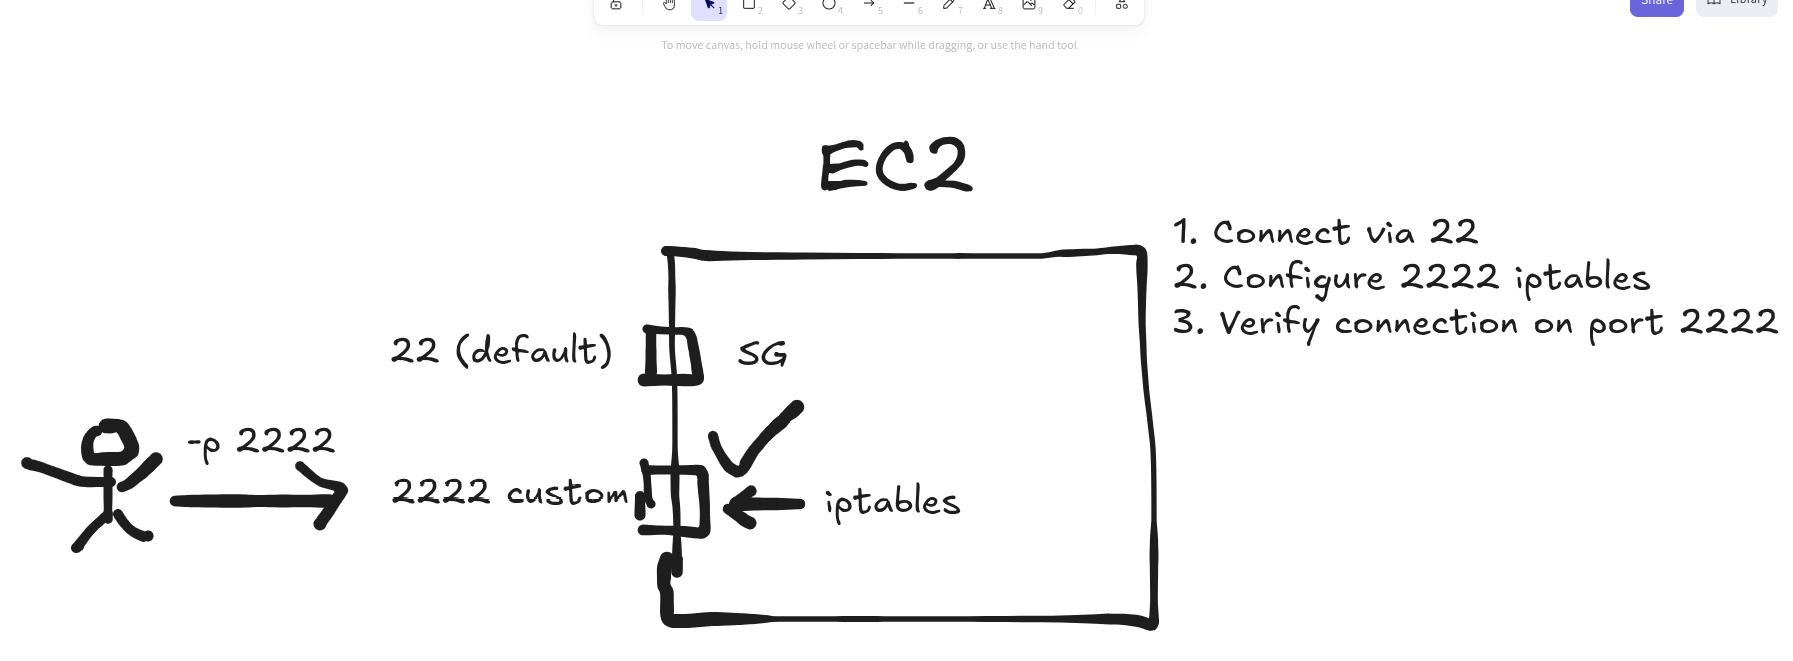 1
2
3
4
5
6
7
8
9
0
Share
Library
To move canvas, hold mouse wheel or spacebar while dragging, or use the hand tool
EC2
1. Connect via 22
2. Configure 2222 iptables
3. Verify connection on port 2222
22 (default)
SG
-p 2222
2222 custom
iptables